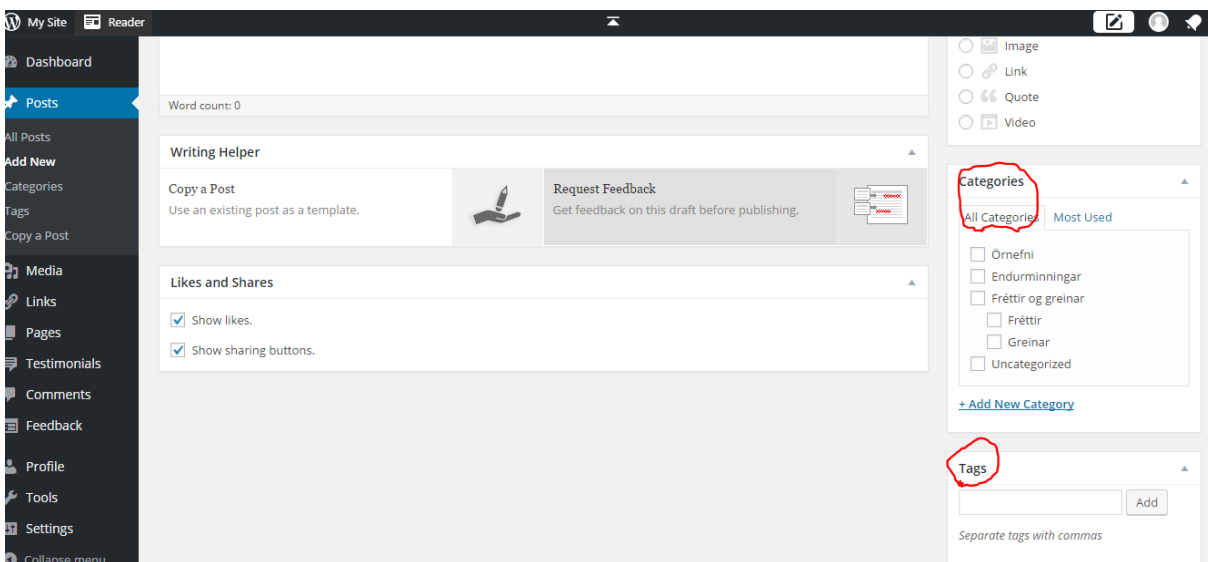 My Site Reader
Dashboard
Posts
All Posts
Add New
Categories
Tags
Copy a Post
Media
Links
Pages
Testimonials
Comments
Feedback
Profile
Tools
Settings
Collapse menu
Word count: 0
Writing Helper
Copy a Post
Use an existing post as a template.
Request Feedback
Get feedback on this draft before publishing.
Likes and Shares
Show likes.
Show sharing buttons.
Image
Link
Quote
Video
Categories
All Categories Most Used
Örnefni
Endurminningar
Fréttir og greinar
Fréttir
Greinar
Uncategorized
+ Add New Category
Tags
Add
Separate tags with commas